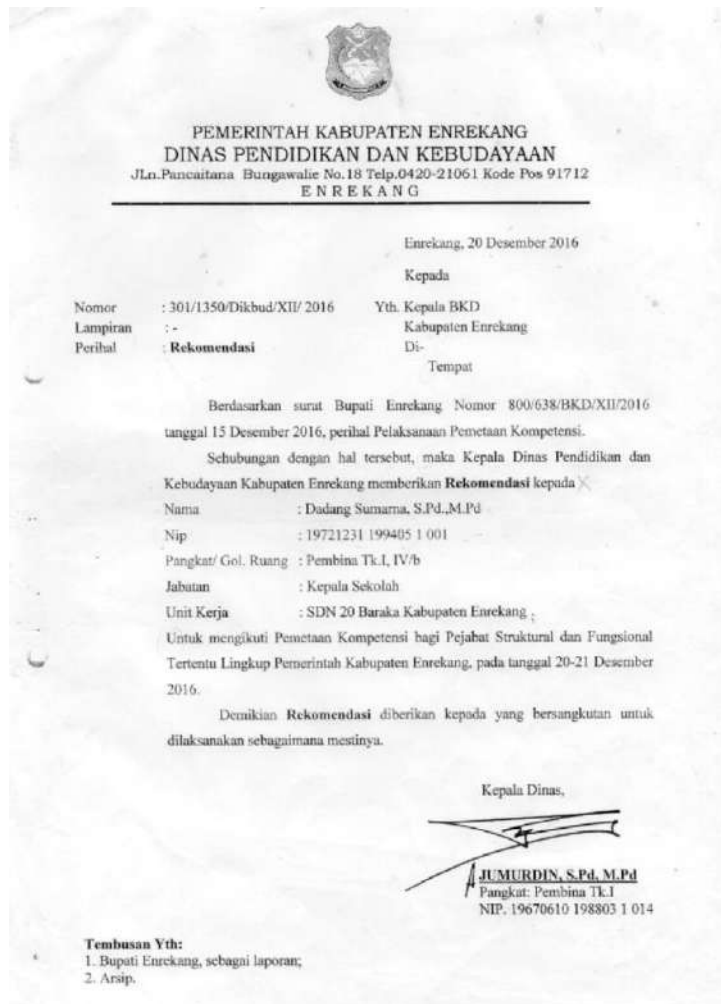 PEMERINTAH KABUPATEN ENREKANG
DINAS PENDIDIKAN DAN KEBUDAYAAN
JLn.Pancaitana Bungawalie No.18 Telp.0420-21061 Kode Pos 91712
ENREKANG
Enrekang, 20 Desember 2016
Kepada
Nomor : 301/1350/Dikbud/XII/ 2016 Yth. Kepala BKD
Lampiran : - Kabupaten Enrekang
Perihal : Rekomendasi Di-
Tempat
Berdasarkan surat Bupati Enrekang Nomor 800/638/BKD/XII/2016
tanggal 15 Desember 2016, perihal Pelaksanaan Pemetaan Kompetensi.
Sehubungan dengan hal tersebut, maka Kepala Dinas Pendidikan dan
Kebudayaan Kabupaten Enrekang memberikan Rekomendasi kepada
Nama : Dadang Sumarna, S.Pd.,M.Pd
Nip : 19721231 199405 1 001
Pangkat/ Gol. Ruang : Pembina Tk.I, IV/b
Jabatan : Kepala Sekolah
Unit Kerja : SDN 20 Baraka Kabupaten Enrekang ;
Untuk mengikuti Pemetaan Kompetensi bagi Pejabat Struktural dan Fungsional
Tertentu Lingkup Pemerintah Kabupaten Enrekang, pada tanggal 20-21 Desember
2016.
Demikian Rekomendasi diberikan kepada yang bersangkutan untuk
dilaksanakan sebagaimana mestinya.
Kepala Dinas,
JUMURDIN, S.Pd, M.Pd
Pangkat: Pembina Tk.I
NIP. 19670610 198803 1 014
Tembusan Yth:
1. Bupati Enrekang, sebagai laporan;
2. Arsip.